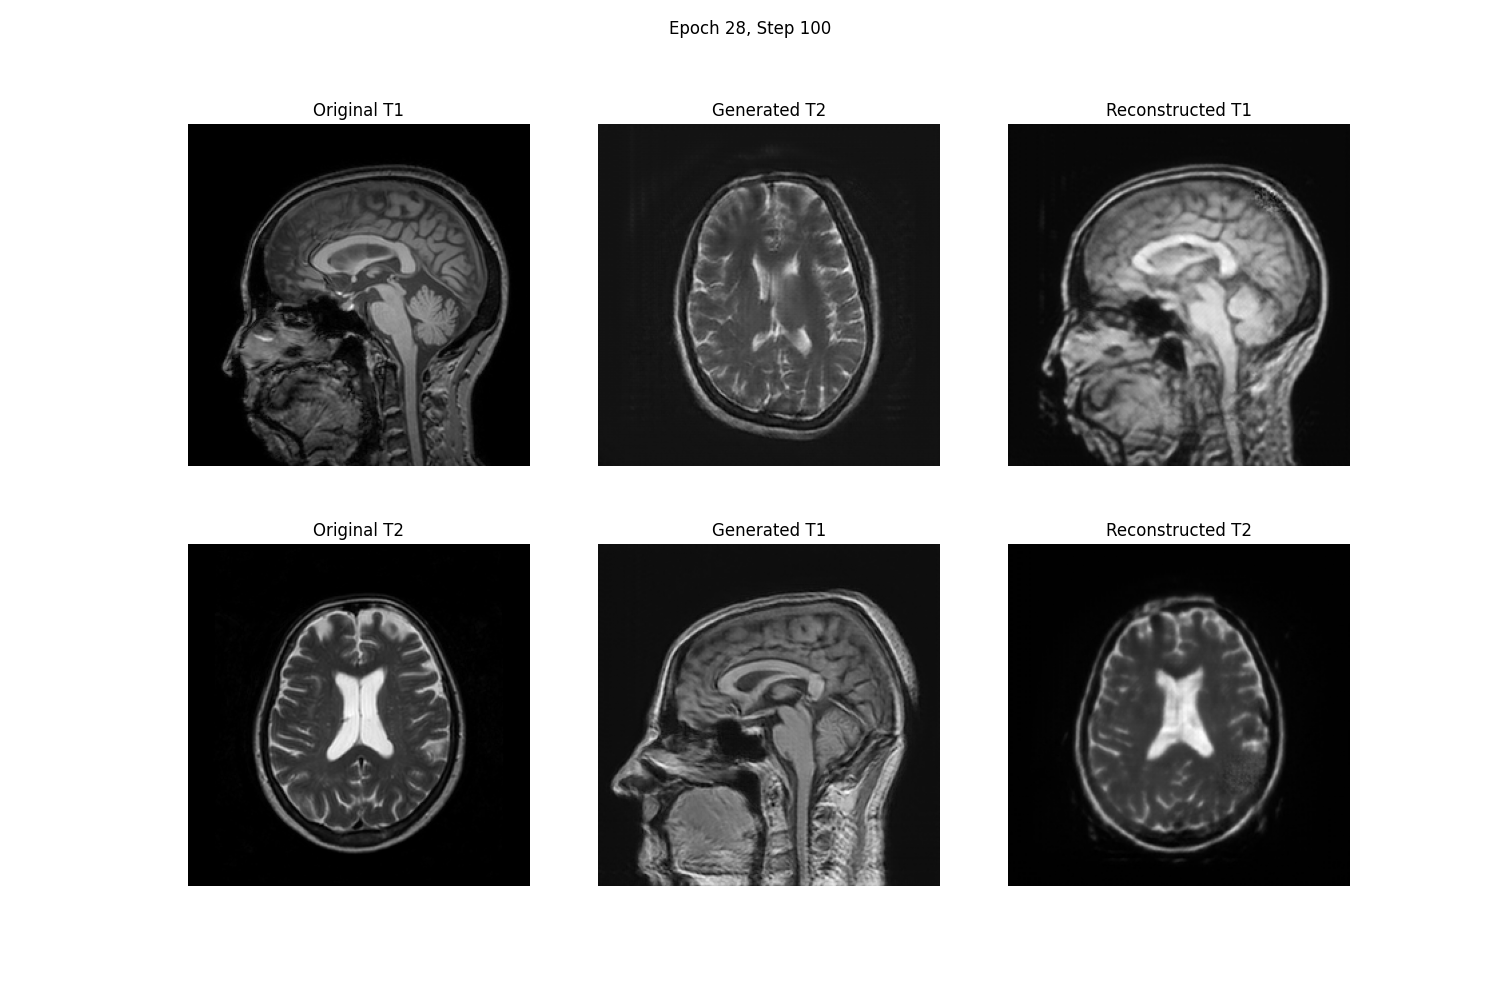 Epoch 28, Step 100
Original T1
Generated T2
Reconstructed T1
Original T2
Generated T1
Reconstructed T2